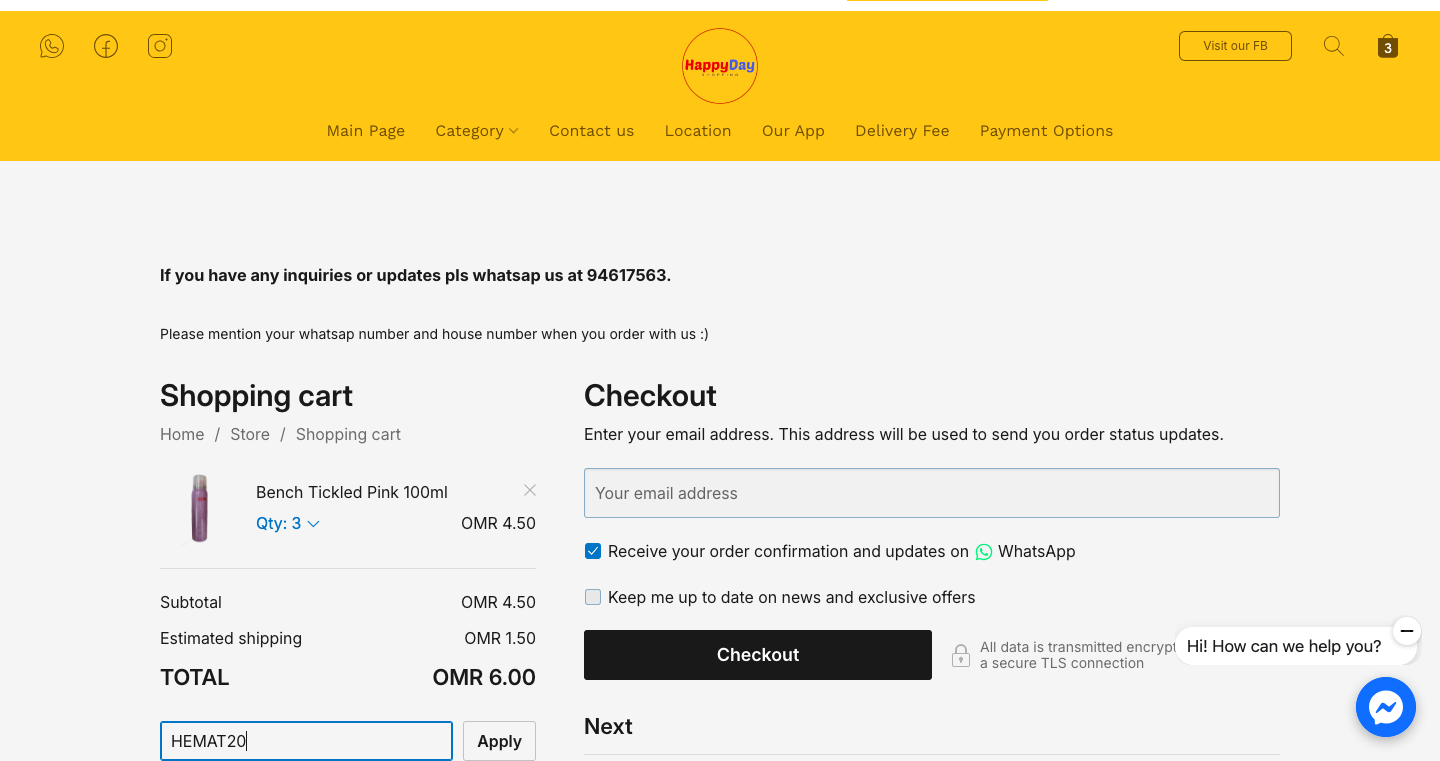 Visit our FB
3
HappyDay
SHOPPING
Main Page Category Contact us Location Our App Delivery Fee Payment Options
If you have any inquiries or updates pls whatsap us at 94617563.
Please mention your whatsap number and house number when you order with us :)
Shopping cart
Home / Store / Shopping cart
Bench Tickled Pink 100ml
Qty: 3 OMR 4.50
Subtotal OMR 4.50
Estimated shipping OMR 1.50
TOTAL OMR 6.00
HEMAT20 Apply
Checkout
Enter your email address. This address will be used to send you order status updates.
Your email address
Receive your order confirmation and updates on WhatsApp
Keep me up to date on news and exclusive offers
Checkout
All data is transmitted encrypt
a secure TLS connection
Hi! How can we help you?
Next